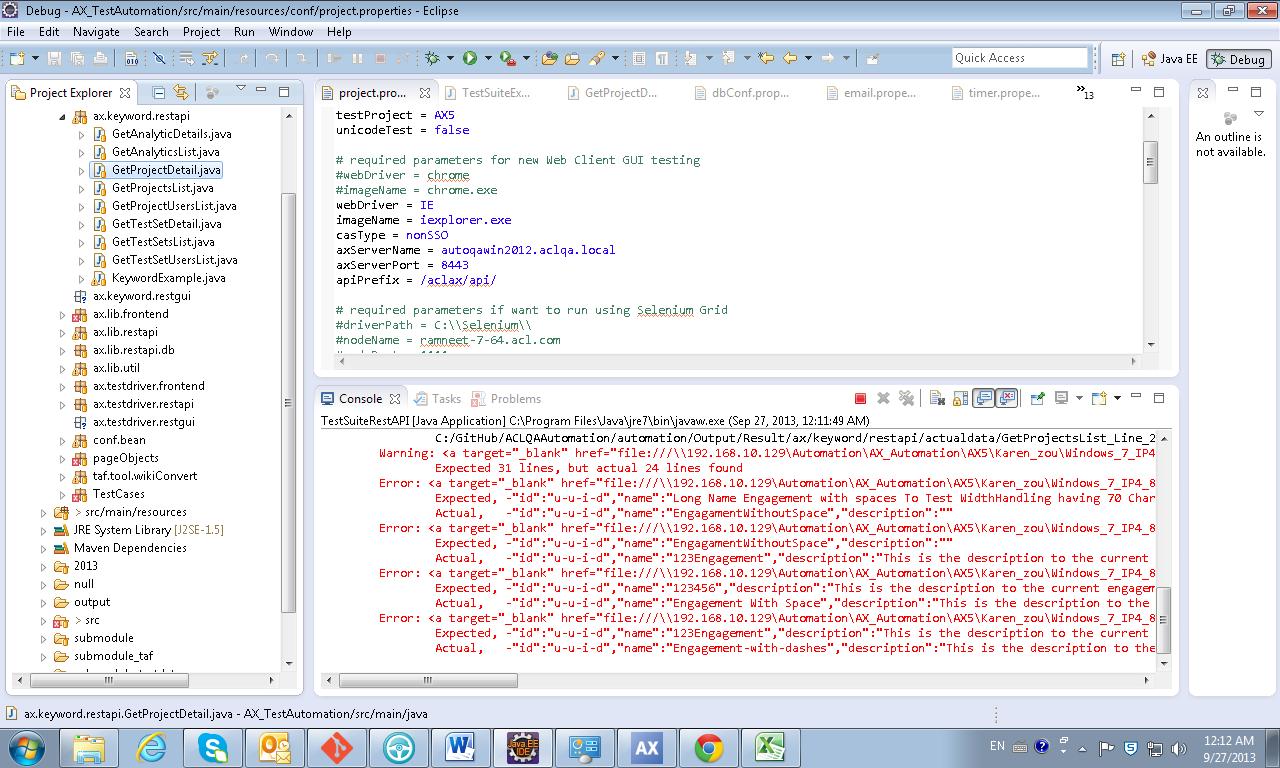 Debug - AX_TestAutomation/src/main/resources/conf/project.properties - Eclipse
File Edit Navigate Search Project Run Window Help
Quick Access
Java EE
Debug
Project Explorer
ax.keyword.restapi
GetAnalyticDetails.java
GetAnalyticsList.java
GetProjectDetail.java
GetProjectsList.java
GetProjectUsersList.java
GetTestSetDetail.java
GetTestSetsList.java
GetTestSetUsersList.java
KeywordExample.java
ax.keyword.restgui
ax.lib.frontend
ax.lib.restapi
ax.lib.restapi.db
ax.lib.util
ax.testdriver.frontend
ax.testdriver.restapi
ax.testdriver.restgui
conf.bean
pageObjects
taf.tool.wikiConvert
TestCases
> src/main/resources
JRE System Library [J2SE-1.5]
Maven Dependencies
2013
null
output
> src
submodule
submodule_taf
project.pro...
TestSuiteEx...
GetProjectD...
dbConf.prop...
email.prope...
timer.prope...
»13
testProject = AX5
unicodeTest = false
# required parameters for new Web Client GUI testing
#webDriver = chrome
#imageName = chrome.exe
webDriver = IE
imageName = iexplorer.exe
casType = nonSSO
axServerName = autoqawin2012.aclqa.local
axServerPort = 8443
apiPrefix = /aclax/api/
# required parameters if want to run using Selenium Grid
#driverPath = C:\\Selenium\\
#nodeName = ramneet-7-64.acl.com
An outline is
not available.
Console
Tasks
Problems
TestSuiteRestAPI [Java Application] C:\Program Files\Java\jre7\bin\javaw.exe (Sep 27, 2013, 12:11:49 AM)
C:/GitHub/ACLQAAutomation/automation/Output/Result/ax/keyword/restapi/actualdata/GetProjectsList_Line_2
Warning: <a target="_blank" href="file:///\\192.168.10.129\Automation\AX_Automation\AX5\Karen_zou\Windows_7_IP4
Expected 31 lines, but actual 24 lines found
Error: <a target="_blank" href="file:///\\192.168.10.129\Automation\AX_Automation\AX5\Karen_zou\Windows_7_IP4_8
Expected, -"id":"u-u-i-d","name":"Long Name Engagement with spaces To Test WidthHandling having 70 Char
Actual, -"id":"u-u-i-d","name":"EngagementWithoutSpace","description":""
Error: <a target="_blank" href="file:///\\192.168.10.129\Automation\AX_Automation\AX5\Karen_zou\Windows_7_IP4_8
Expected, -"id":"u-u-i-d","name":"EngagementWithoutSpace","description":""
Actual, -"id":"u-u-i-d","name":"123Engagement","description":"This is the description to the current
Error: <a target="_blank" href="file:///\\192.168.10.129\Automation\AX_Automation\AX5\Karen_zou\Windows_7_IP4_8
Expected, -"id":"u-u-i-d","name":"123456","description":"This is the description to the current engagem
Actual, -"id":"u-u-i-d","name":"Engagement With Space","description":"This is the description to the
Error: <a target="_blank" href="file:///\\192.168.10.129\Automation\AX_Automation\AX5\Karen_zou\Windows_7_IP4_8
Expected, -"id":"u-u-i-d","name":"123Engagement","description":"This is the description to the current
Actual, -"id":"u-u-i-d","name":"Engagement-with-dashes","description":"This is the description to the
ax.keyword.restapi.GetProjectDetail.java - AX_TestAutomation/src/main/java
Java EE
IDE
AX
EN
12:12 AM
9/27/2013